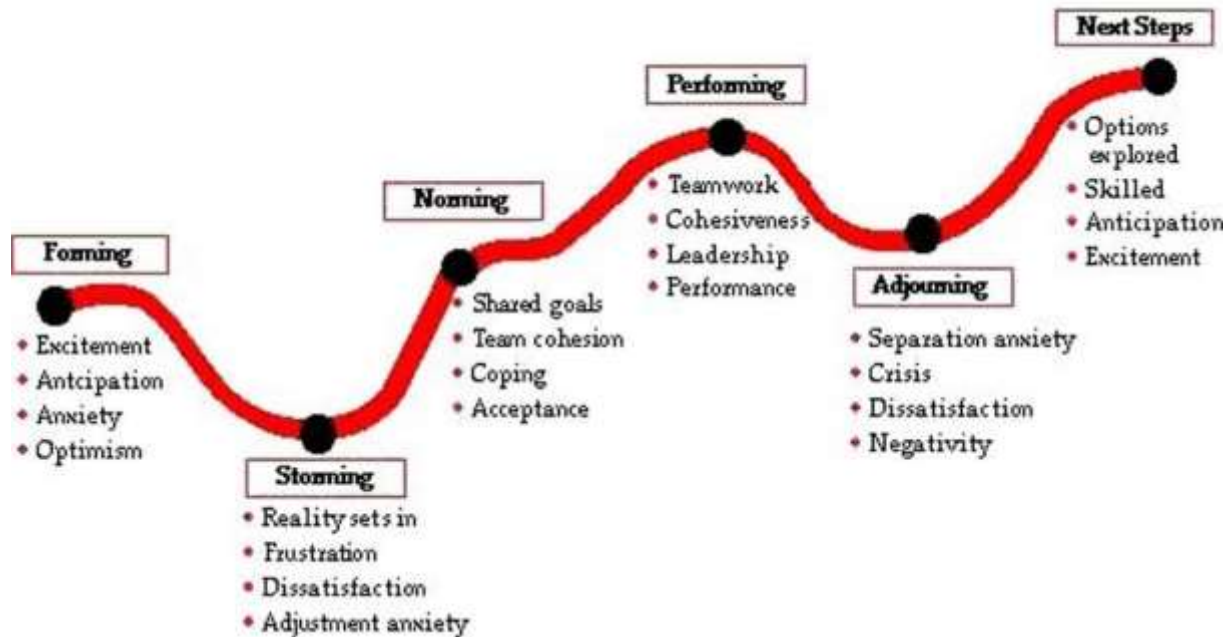 Forming
Excitement
Antcipation
Anxiety
Optimism
Storming
Reality sets in
Frustration
Dissatisfaction
Adjustment anxiety
Norming
Shared goals
Team cohesion
Coping
Acceptance
Performing
Teamwork
Cohesiveness
Leadership
Performance
Adjourning
Separation anxiety
Crisis
Dissatisfaction
Negativity
Next Steps
Options
explored
Skilled
Anticipation
Excitement